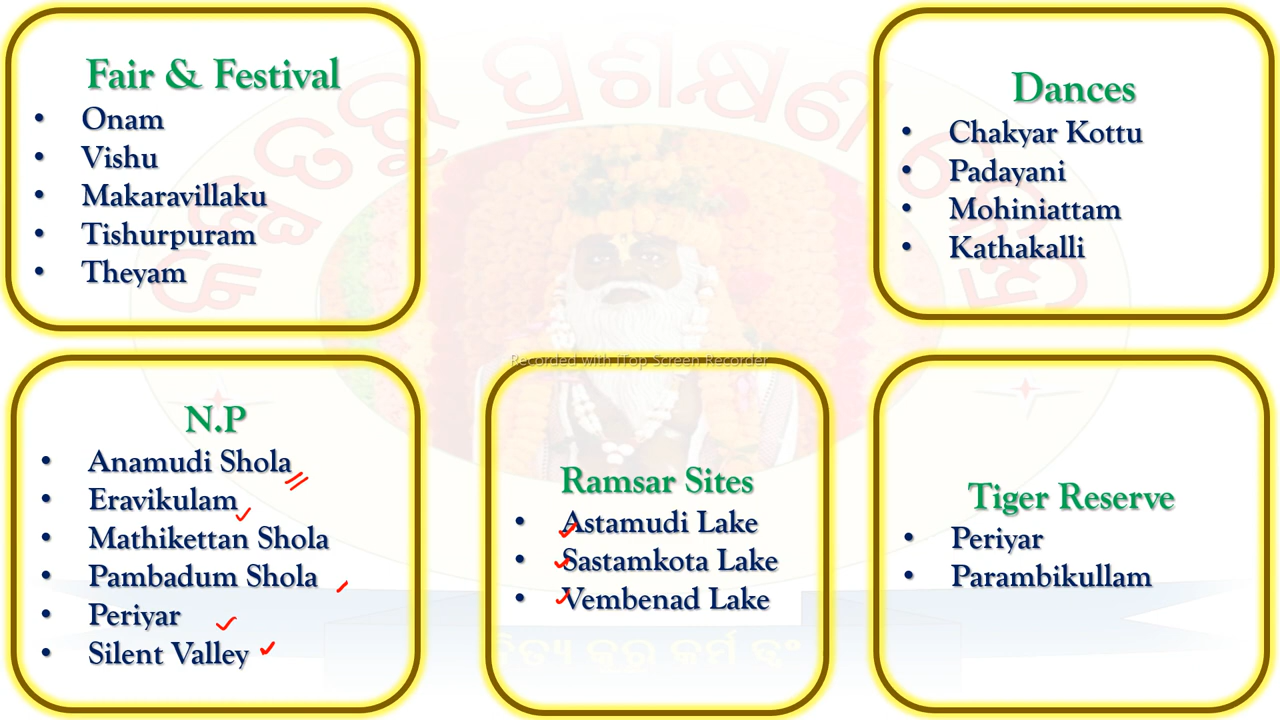 Fair & Festival
• Onam
• Vishu
• Makaravillaku
• Tishurpuram
• Theyam
Dances
• Chakyar Kottu
• Padayani
• Mohiniattam
• Kathakalli
Recorded with iTop Screen Recorder
N.P
• Anamudi Shola
• Eravikulam
• Mathikettan Shola
• Pambadum Shola
• Periyar
• Silent Valley
Ramsar Sites
• Astamudi Lake
• Sastamkota Lake
• Vembenad Lake
Tiger Reserve
• Periyar
• Parambikullam